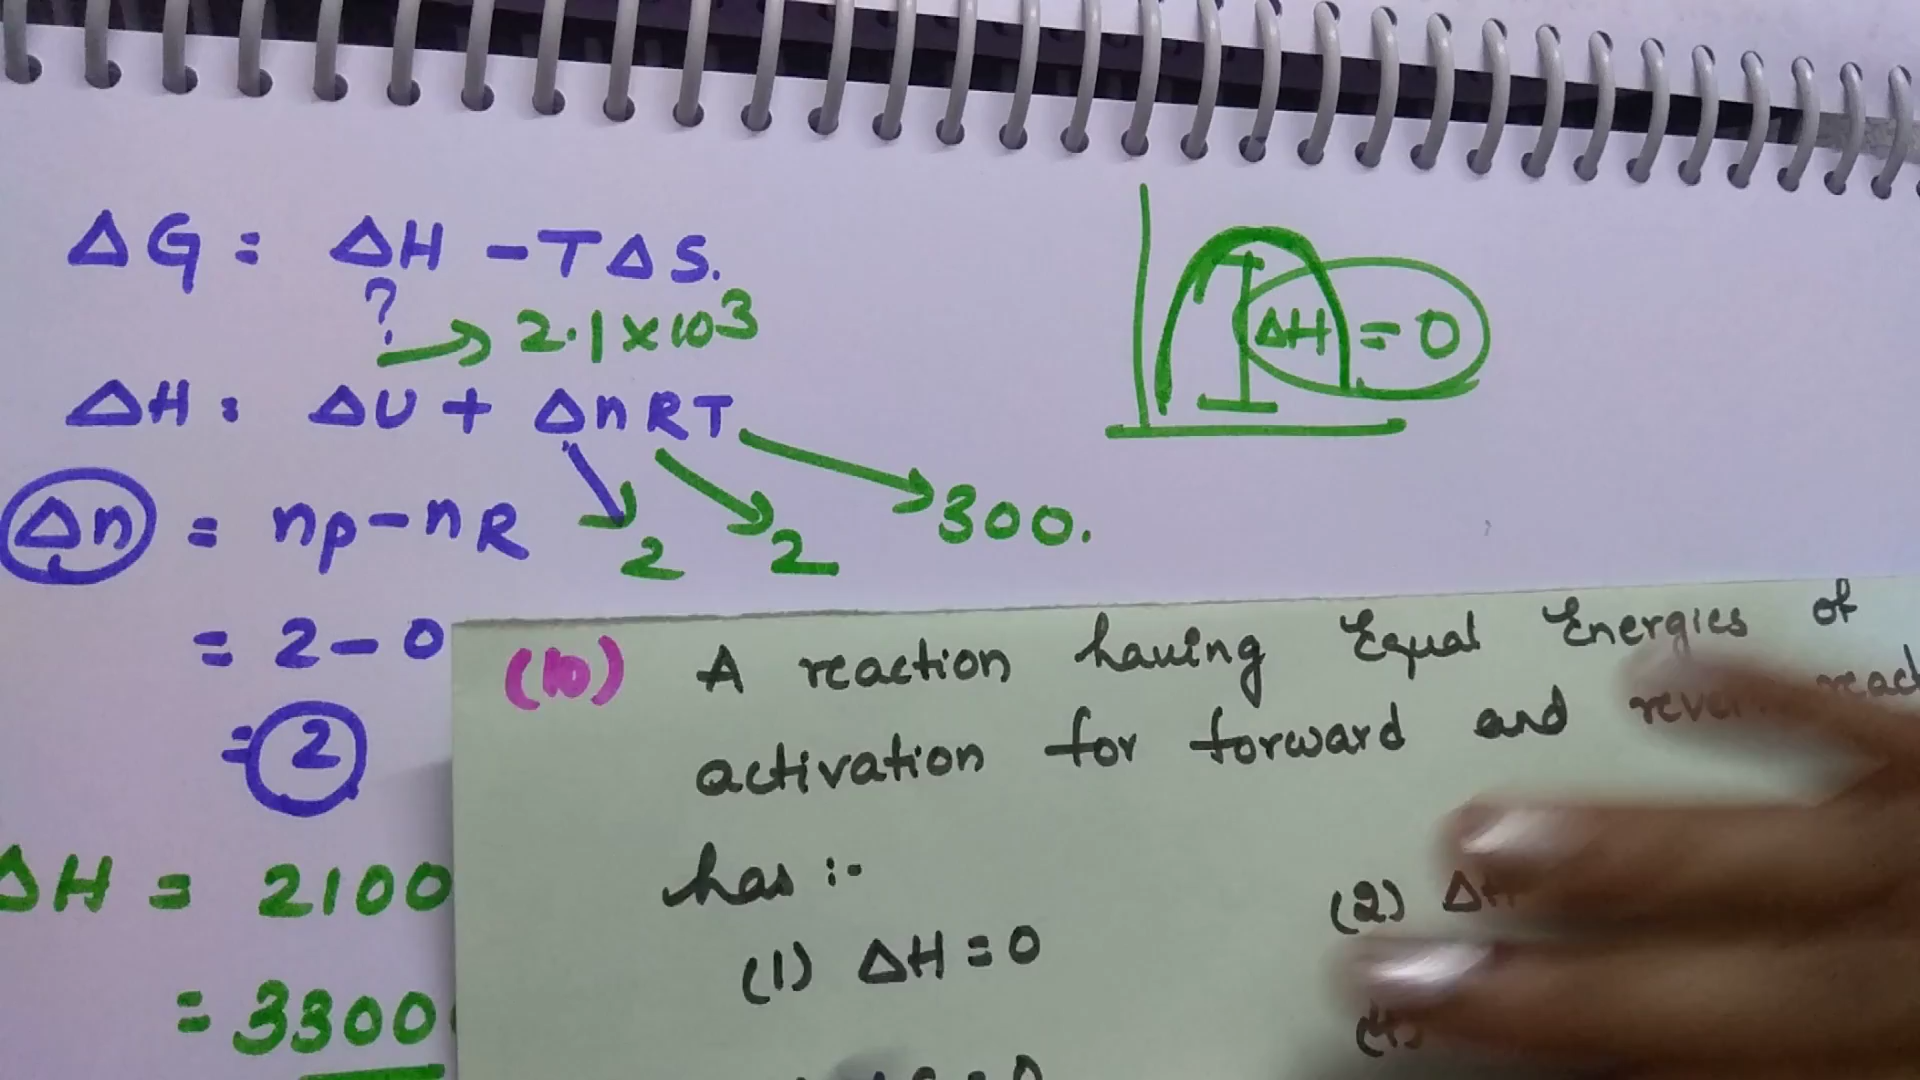 ΔG = ΔH - TΔS.
?
→ 2.1×10³
ΔH = ΔU + ΔnRT
ΔH = 0
Δn = nP - nR
2
2
300.
= 2 - 0
= 2
ΔH = 2100
= 3300
(10) A reaction having Equal Energies of
activation for forward and
has :-
(1) ΔH = 0
(2)
(4)